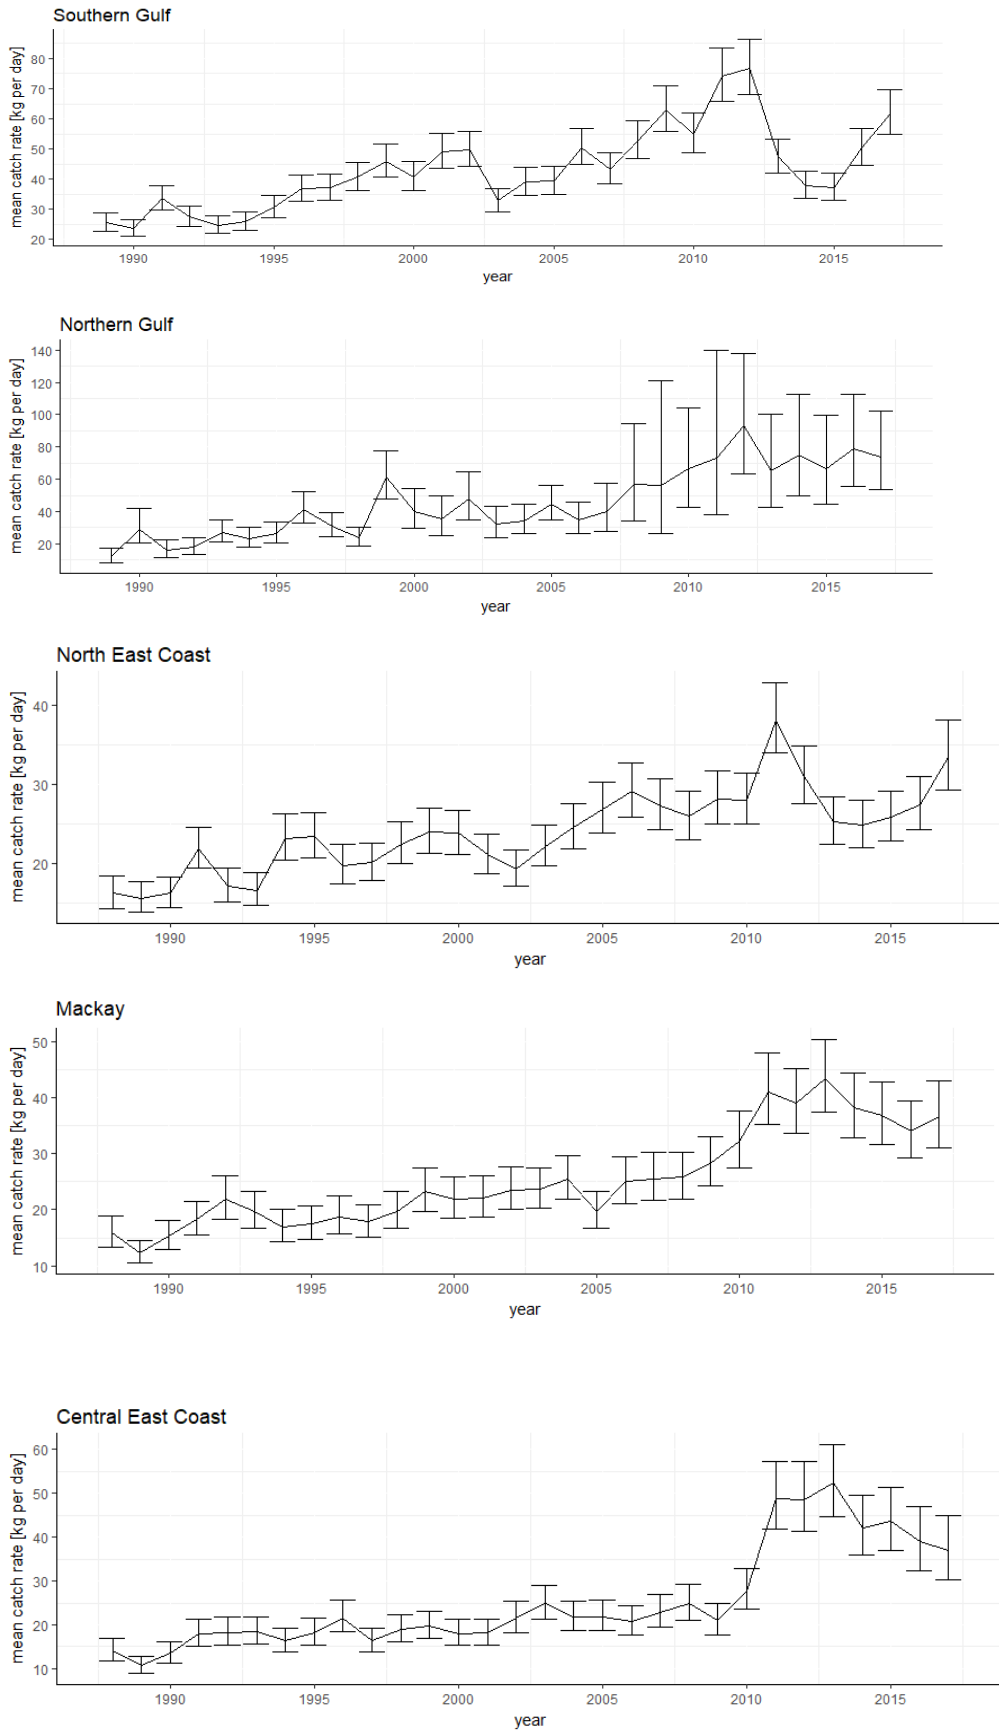 Southern Gulf
mean catch rate [kg per day]
80
70
60
50
40
30
20
1990 1995 2000 2005 2010 2015
year
Northern Gulf
mean catch rate [kg per day]
140
120
100
80
60
40
20
1990 1995 2000 2005 2010 2015
year
North East Coast
mean catch rate [kg per day]
40
30
20
1990 1995 2000 2005 2010 2015
year
Mackay
mean catch rate [kg per day]
50
40
30
20
10
1990 1995 2000 2005 2010 2015
year
Central East Coast
mean catch rate [kg per day]
60
50
40
30
20
10
1990 1995 2000 2005 2010 2015
year